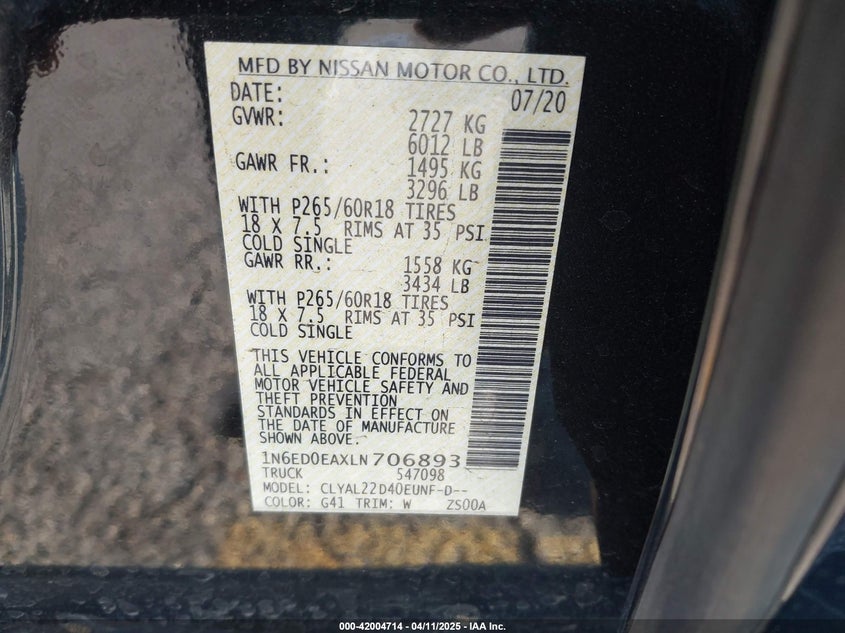 MFD BY NISSAN MOTOR CO., LTD.
DATE: 07/20
GVWR: 2727 KG
6012 LB
GAWR FR.: 1495 KG
3296 LB
WITH P265/60R18 TIRES
18 X 7.5 RIMS AT 35 PSI
COLD SINGLE
GAWR RR.: 1558 KG
3434 LB
WITH P265/60R18 TIRES
18 X 7.5 RIMS AT 35 PSI
COLD SINGLE
THIS VEHICLE CONFORMS TO
ALL APPLICABLE FEDERAL
MOTOR VEHICLE SAFETY AND
THEFT PREVENTION
STANDARDS IN EFFECT ON
THE DATE OF MANUFACTURE
SHOWN ABOVE.
1N6ED0EAXLN706893
TRUCK 547098
MODEL: CLYAL22D40EUNF-D--
COLOR: G41 TRIM: W ZS00A
000-42004714 - 04/11/2025 - IAA Inc.